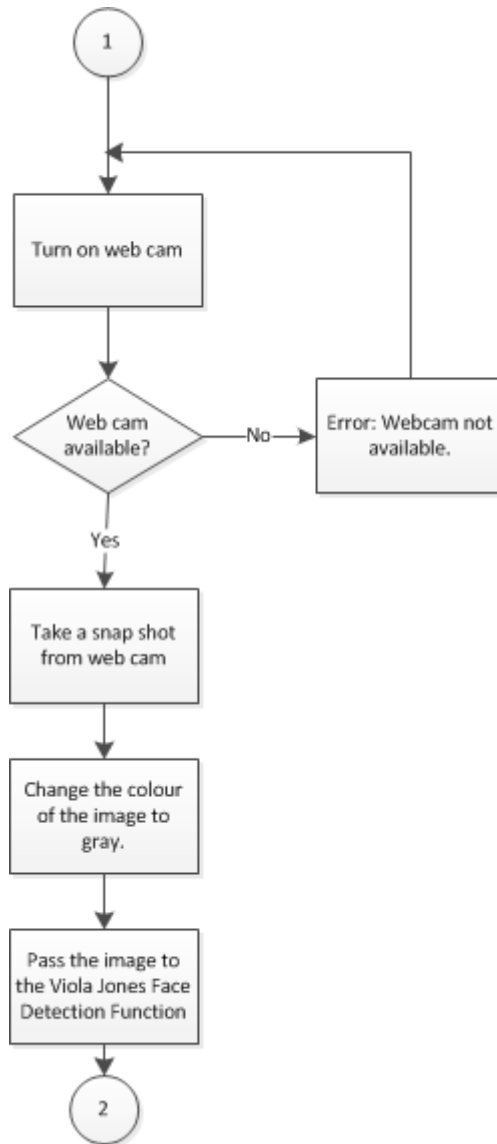 1
Turn on web cam
Web cam
available?
No
Error: Webcam not
available.
Yes
Take a snap shot
from web cam
Change the colour
of the image to
gray.
Pass the image to
the Viola Jones Face
Detection Function
2